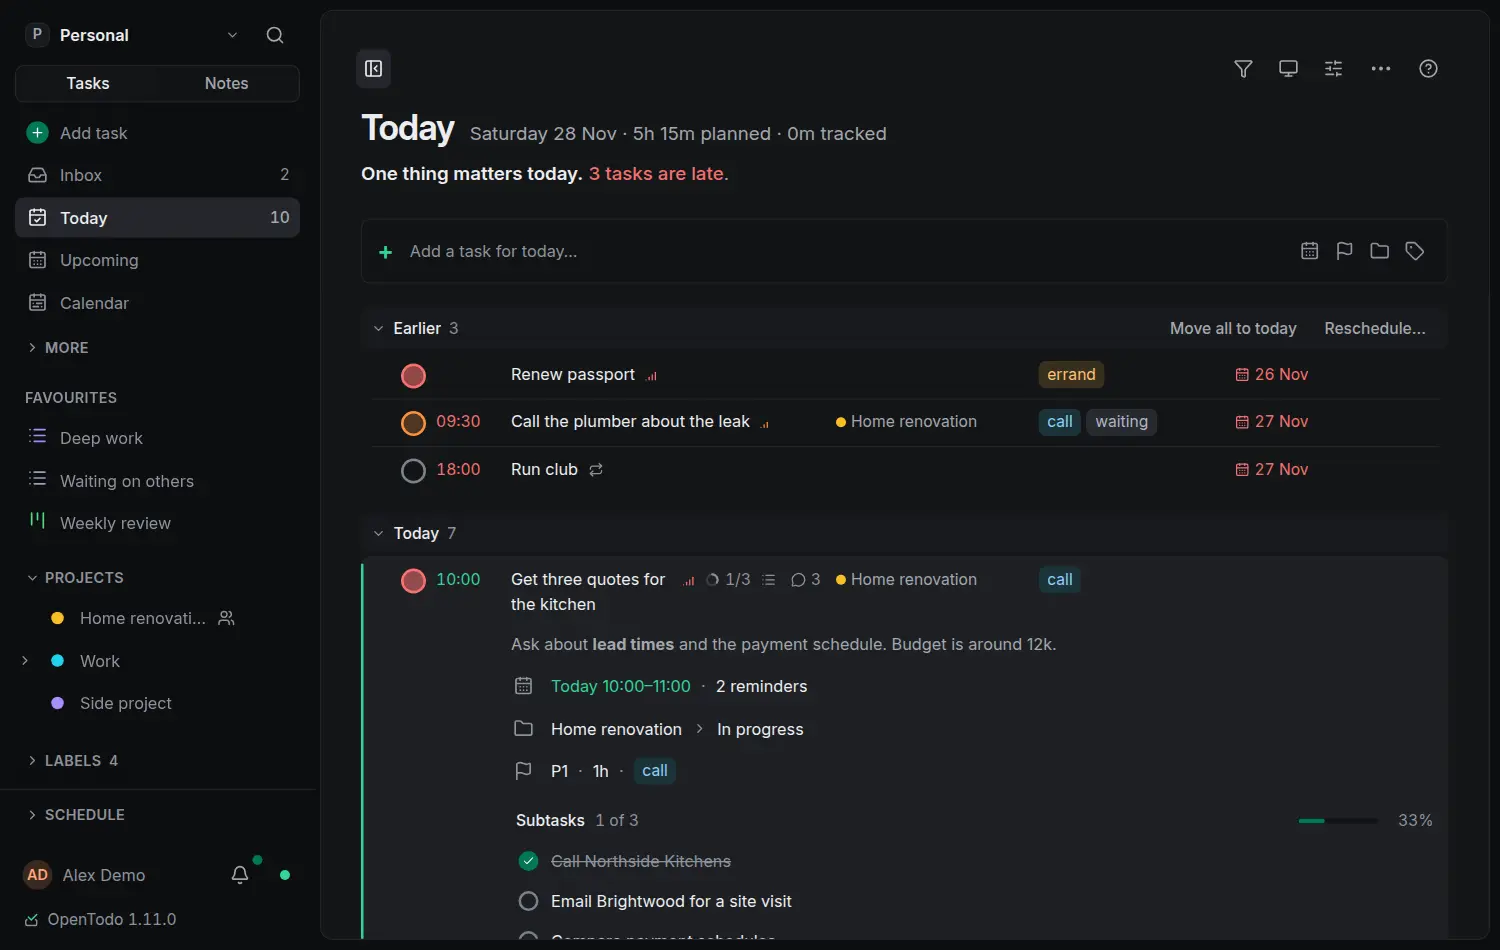 P Personal
Tasks Notes
Add task
Inbox 2
Today 10
Upcoming
Calendar
MORE
FAVOURITES
Deep work
Waiting on others
Weekly review
PROJECTS
Home renovati...
Work
Side project
LABELS 4
SCHEDULE
AD Alex Demo
OpenTodo 1.11.0
Today Saturday 28 Nov · 5h 15m planned · 0m tracked
One thing matters today. 3 tasks are late.
Add a task for today...
Earlier 3 Move all to today Reschedule...
Renew passport errand 26 Nov
09:30 Call the plumber about the leak Home renovation call waiting 27 Nov
18:00 Run club 27 Nov
Today 7
10:00 Get three quotes for 1/3 3 Home renovation call
the kitchen
Ask about lead times and the payment schedule. Budget is around 12k.
Today 10:00–11:00 · 2 reminders
Home renovation > In progress
P1 · 1h · call
Subtasks 1 of 3 33%
Call Northside Kitchens
Email Brightwood for a site visit
Compare payment schedules